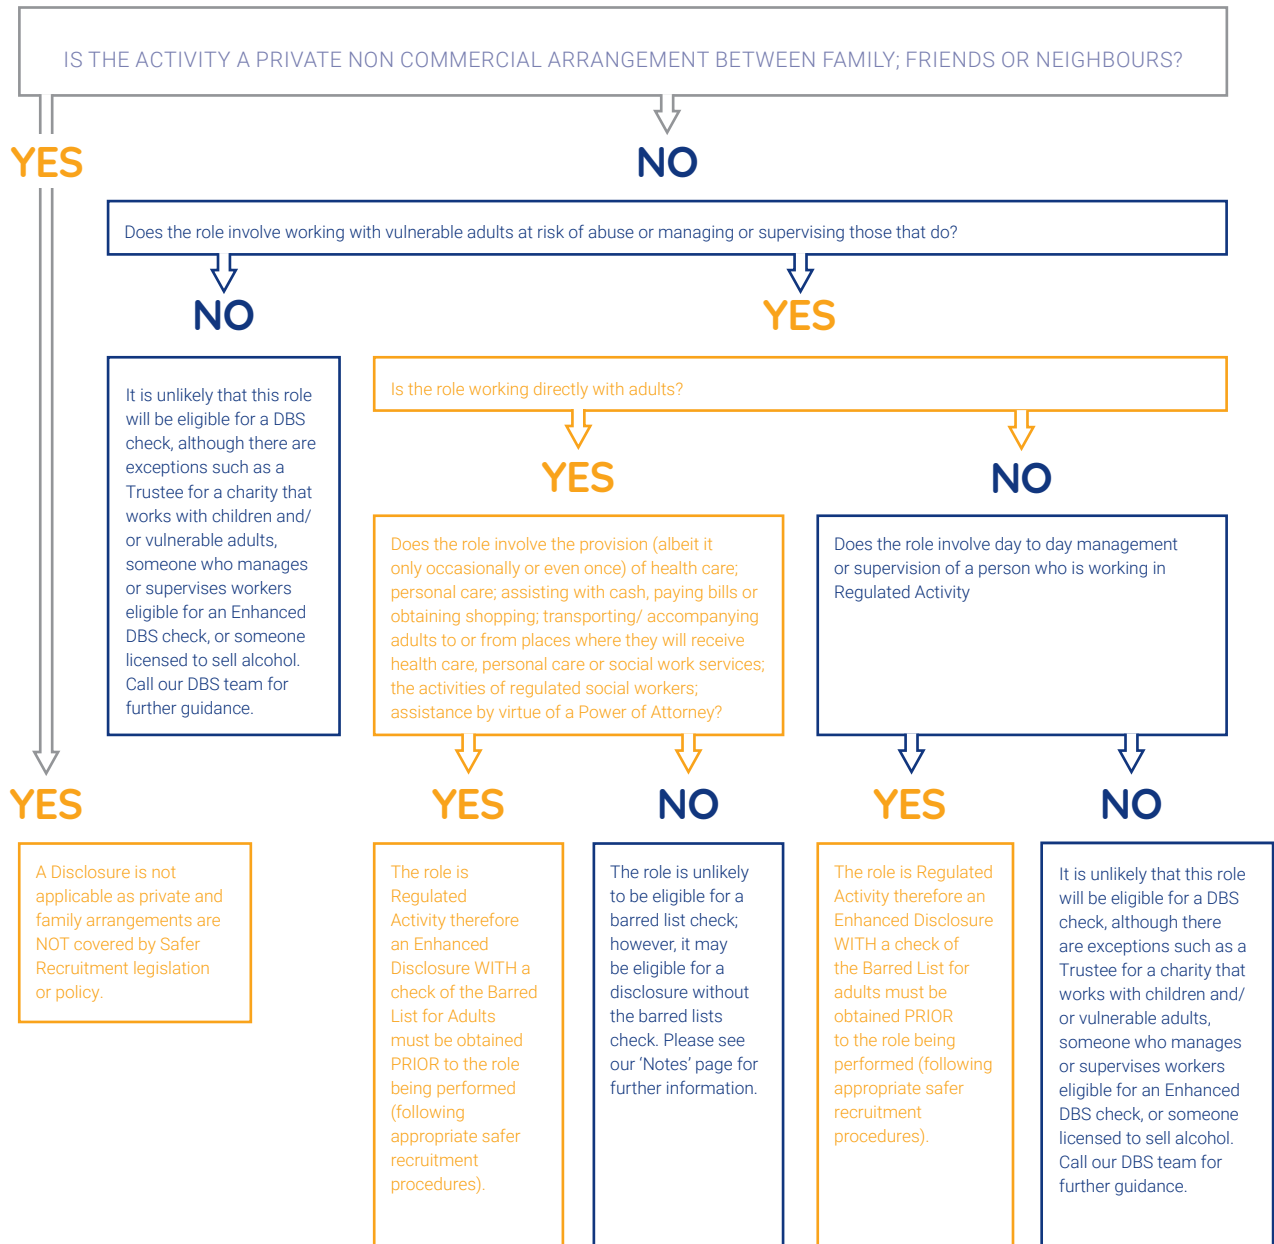 IS THE ACTIVITY A PRIVATE NON COMMERCIAL ARRANGEMENT BETWEEN FAMILY; FRIENDS OR NEIGHBOURS?
YES
NO
Does the role involve working with vulnerable adults at risk of abuse or managing or supervising those that do?
NO
YES
It is unlikely that this role
will be eligible for a DBS
check, although there are
exceptions such as a
Trustee for a charity that
works with children and/
or vulnerable adults,
someone who manages
or supervises workers
eligible for an Enhanced
DBS check, or someone
licensed to sell alcohol.
Call our DBS team for
further guidance.
Is the role working directly with adults?
YES
NO
Does the role involve the provision (albeit it
only occasionally or even once) of health care;
personal care; assisting with cash, paying bills or
obtaining shopping; transporting/ accompanying
adults to or from places where they will receive
health care, personal care or social work services;
the activities of regulated social workers;
assistance by virtue of a Power of Attorney?
Does the role involve day to day management
or supervision of a person who is working in
Regulated Activity
YES
YES
NO
YES
NO
A Disclosure is not
applicable as private and
family arrangements are
NOT covered by Safer
Recruitment legislation
or policy.
The role is
Regulated
Activity therefore
an Enhanced
Disclosure WITH a
check of the Barred
List for Adults
must be obtained
PRIOR to the role
being performed
(following
appropriate safer
recruitment
procedures).
The role is unlikely
to be eligible for a
barred list check;
however, it may
be eligible for a
disclosure without
the barred lists
check. Please see
our ‘Notes’ page for
further information.
The role is Regulated
Activity therefore an
Enhanced Disclosure
WITH a check of
the Barred List for
adults must be
obtained PRIOR
to the role being
performed (following
appropriate safer
recruitment
procedures).
It is unlikely that this role
will be eligible for a DBS
check, although there
are exceptions such as a
Trustee for a charity that
works with children and/
or vulnerable adults,
someone who manages
or supervises workers
eligible for an Enhanced
DBS check, or someone
licensed to sell alcohol.
Call our DBS team for
further guidance.